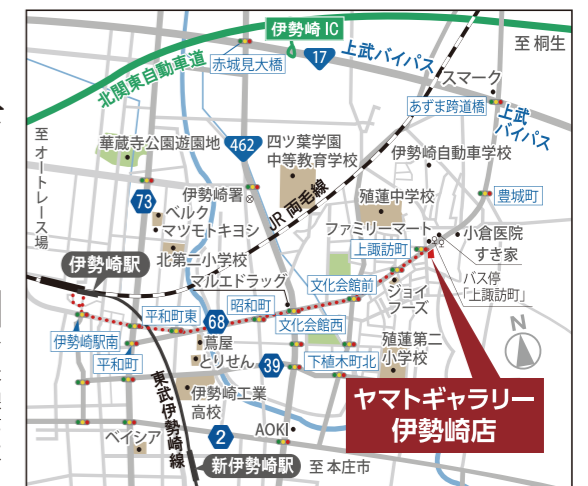 伊勢崎 IC
至 桐生
17
上武バイパス
赤城見大橋
北関東自動車道
スマーク
あずま跨道橋
上武
バイパス
至 オートレース場
華蔵寺公園遊園地
462
四ツ葉学園
中等教育学校
伊勢崎自動車学校
73
伊勢崎署
JR 両毛線
殖蓮中学校
豊城町
ベルク
マツモトキヨシ
ファミリーマート
小倉医院
北第二小学校
上諏訪町
すき家
伊勢崎駅
マルエドラッグ
文化会館前
バス停
「上諏訪町」
ジョイ
フーズ
昭和町
平和町東
68
文化会館西
伊勢崎駅南
蔦屋
殖蓮第二
小学校
平和町
とりせん
39
下植木町北
N
東武伊勢崎線
伊勢崎工業
高校
ヤマトギャラリー
伊勢崎店
ベイシア
2
AOKI
新伊勢崎駅
至 本庄市